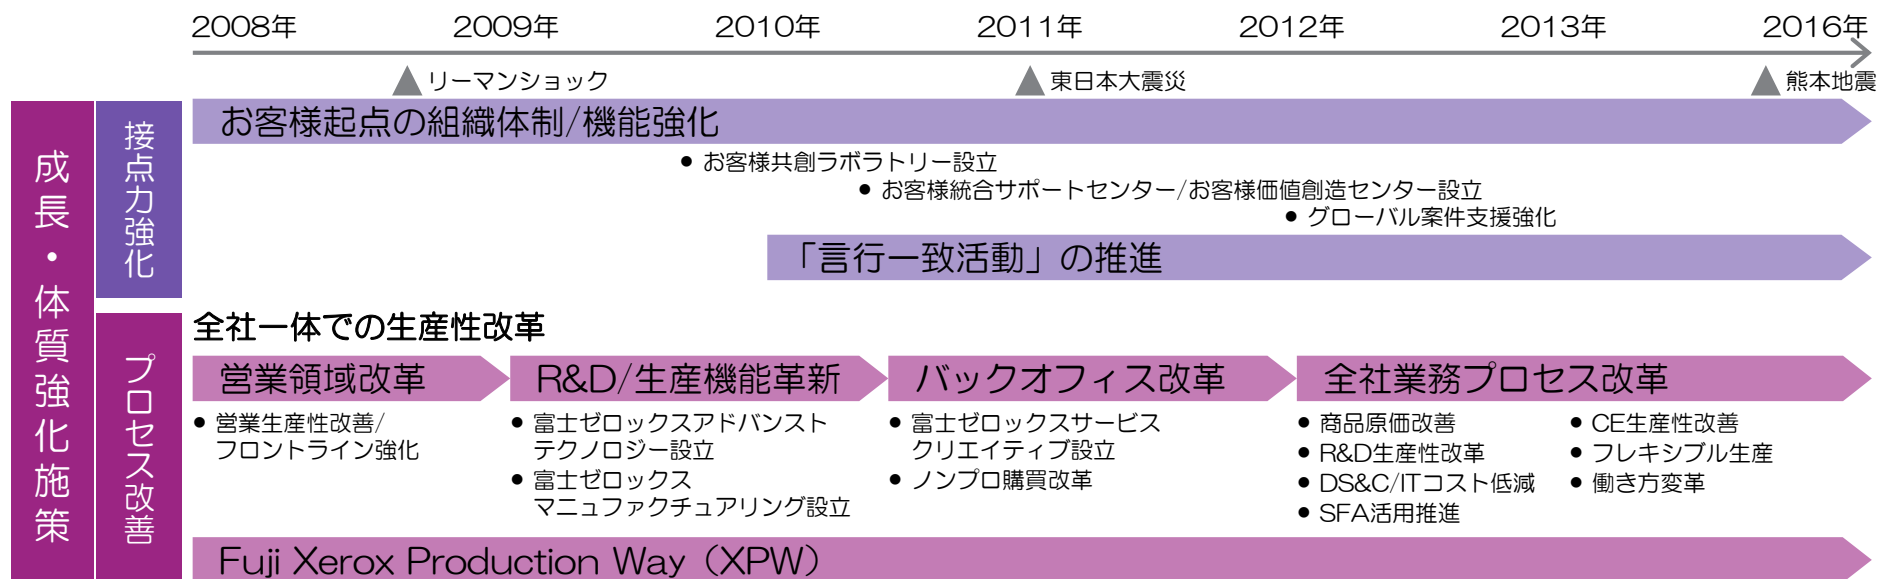 2008年 2009年 2010年 2011年 2012年 2013年 2016年
リーマンショック 東日本大震災 熊本地震
成長・体質強化施策
接点力強化
お客様起点の組織体制/機能強化
● お客様共創ラボラトリー設立
● お客様統合サポートセンター/お客様価値創造センター設立
● グローバル案件支援強化
「言行一致活動」の推進
プロセス改善
全社一体での生産性改革
営業領域改革
● 営業生産性改善/
フロントライン強化
R&D/生産機能革新
● 富士ゼロックスアドバンスト
テクノロジー設立
● 富士ゼロックス
マニュファクチュアリング設立
バックオフィス改革
● 富士ゼロックスサービス
クリエイティブ設立
● ノンプロ購買改革
全社業務プロセス改革
● 商品原価改善
● R&D生産性改革
● DS&C/ITコスト低減
● SFA活用推進
● CE生産性改善
● フレキシブル生産
● 働き方変革
Fuji Xerox Production Way（XPW）